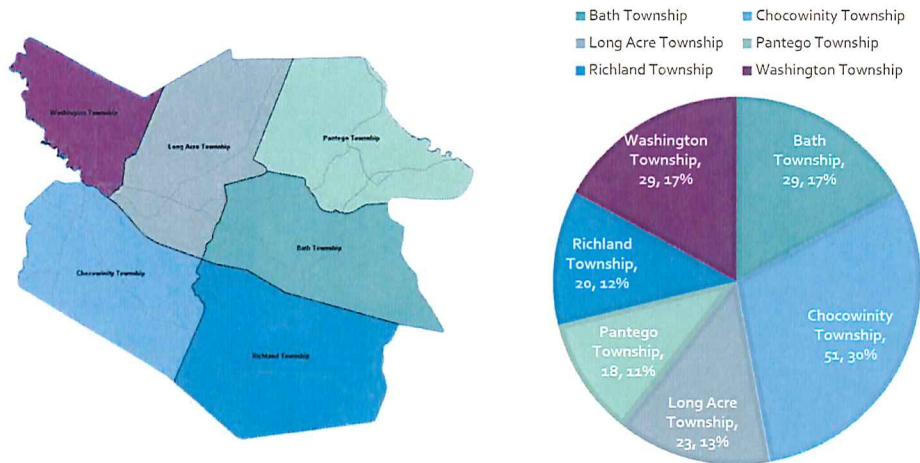 Bath Township
Chocowinity Township
Long Acre Township
Pantego Township
Richland Township
Washington Township
Washington Township
Long Acre Township
Pantego Township
Bath Township
Chocowinity Township
Richland Township
Washington
Township,
29, 17%
Bath
Township,
29, 17%
Richland
Township,
20, 12%
Chocowinity
Township,
51, 30%
Pantego
Township,
18, 11%
Long Acre
Township,
23, 13%